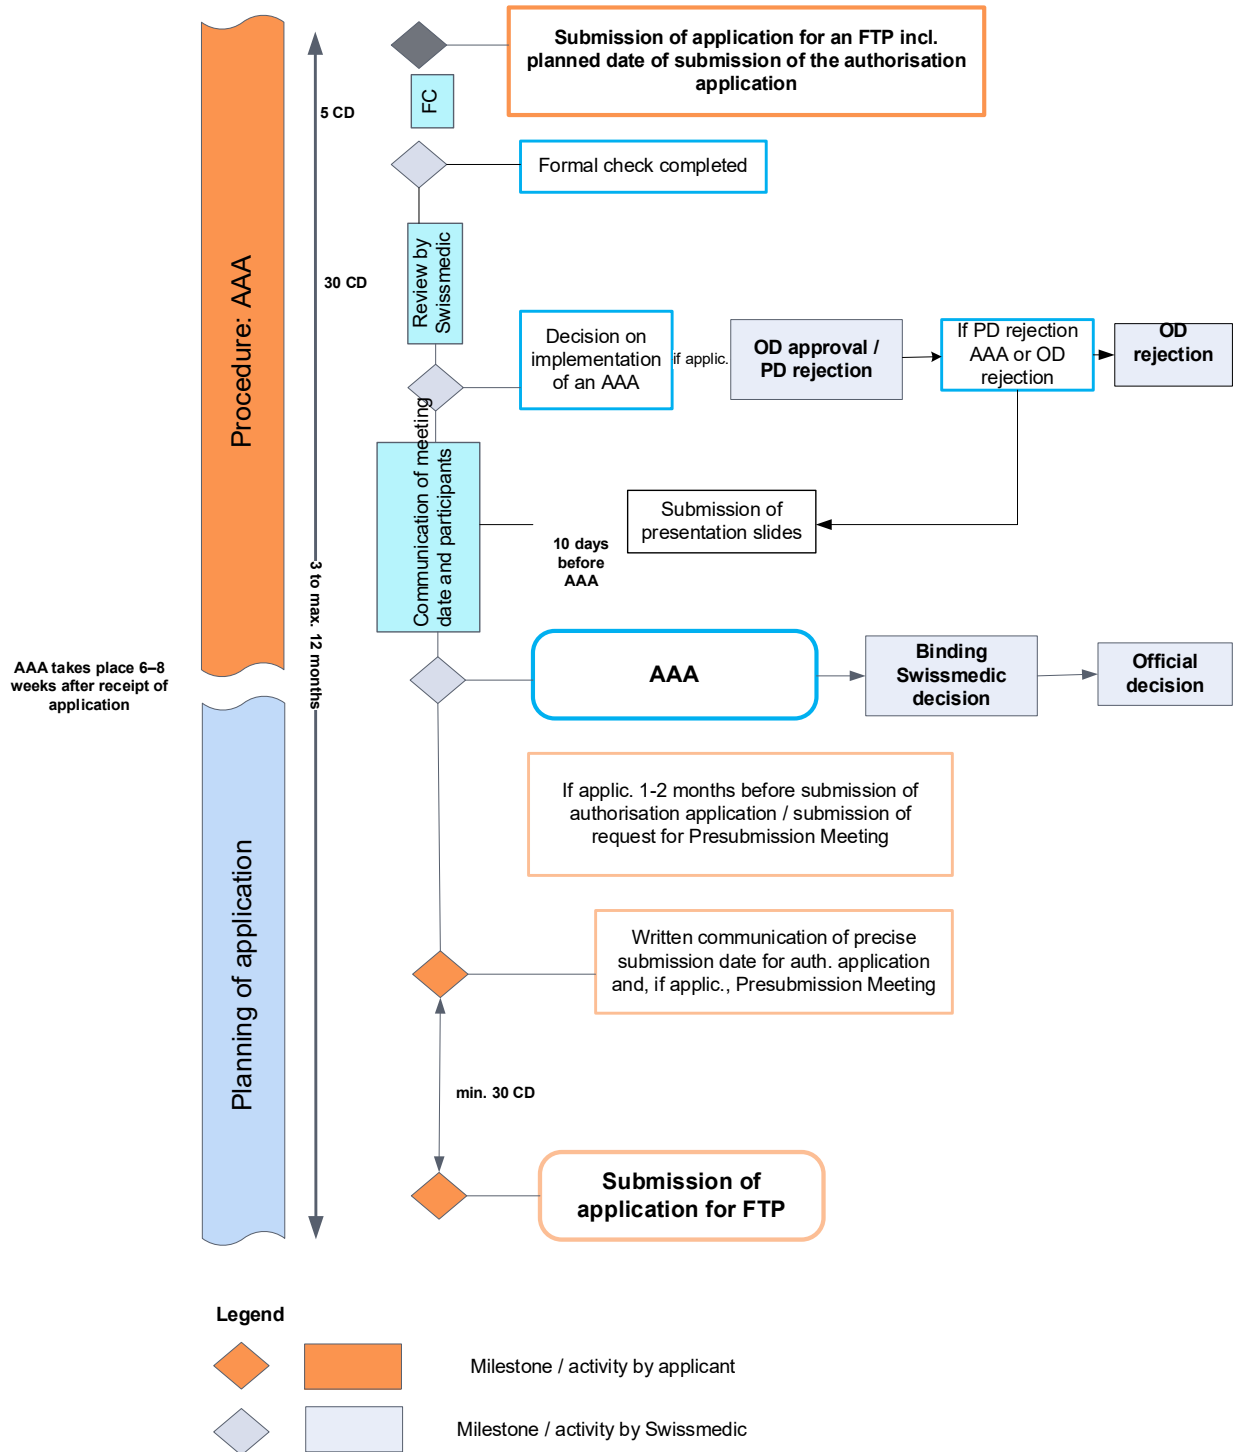 Submission of application for an FTP incl.
planned date of submission of the authorisation
application
FC
5 CD
Formal check completed
Procedure: AAA
Review by
Swissmedic
30 CD
Decision on
implementation
of an AAA
if applic.
OD approval /
PD rejection
If PD rejection
AAA or OD
rejection
OD
rejection
Communication of meeting
date and participants
Submission of
presentation slides
10 days
before
AAA
3 to max. 12 months
AAA takes place 6–8
weeks after receipt of
application
AAA
Binding
Swissmedic
decision
Official
decision
Planning of application
If applic. 1-2 months before submission of
authorisation application / submission of
request for Presubmission Meeting
Written communication of precise
submission date for auth. application
and, if applic., Presubmission Meeting
min. 30 CD
Submission of
application for FTP
Legend
Milestone / activity by applicant
Milestone / activity by Swissmedic